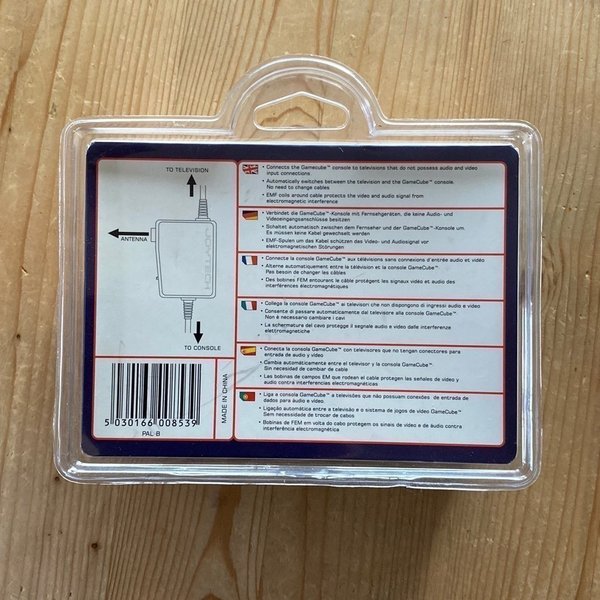 TO TELEVISION
ANTENNA
JOYTECH
TO CONSOLE
5 030166 008539
PAL-B
MADE IN CHINA
• Connects the Gamecube™ console to televisions that do not possess audio and video
input connections
• Automatically switches between the television and the GameCube™ console.
No need to change cables
• EMF coils around cable protects the video and audio signal from
electromagnetic interference
• Verbindet die GameCube™-Konsole mit Fernsehgeräten, die keine Audio- und
Videoeingangsanschlüsse besitzen
• Schaltet automatisch zwischen dem Fernseher und der GameCube™-Konsole um.
Es müssen keine Kabel gewechselt werden
• EMF-Spulen um das Kabel schützen das Video- und Audiosignal vor
elektromagnetischen Störungen
• Connecte la console GameCube™ aux télévisions sans connexions d'entrée audio et vidéo
• Alterne automatiquement entre la télévision et la console GameCube™
Pas besoin de changer les câbles
• Des bobines FEM entourant le câble protègent les signaux vidéo et audio des
interférences électromagnétiques
• Collega la console GameCube™ ai televisori che non dispongono di ingressi audio e video
• Consente di passare automaticamente dal televisore alla console GameCube™
Non è necessario cambiare i cavi
• La schermatura del cavo protegge il segnale audio e video dalle interferenze
elettromagnetiche
• Conecta la consola GameCube™ con televisores que no tengan conectores para
entrada de audio y vídeo
• Cambia automáticamente entre el televisor y la consola GameCube™
Sin necesidad de cambiar de cable
• Las bobinas de campos EM que rodean el cable protegen las señales de vídeo y
audio contra interferencias electromagnéticas
• Liga a consola GameCube™ a televisões que não possuam conexões de entrada de
dados para áudio e vídeo
• Ligação automática entre a televisão e o sistema de jogos de vídeo GameCube™
Sem necessidade de trocar de cabos
• Bobinas de FEM em volta do cabo protegem os sinais de vídeo e de áudio contra
interferência electromagnética